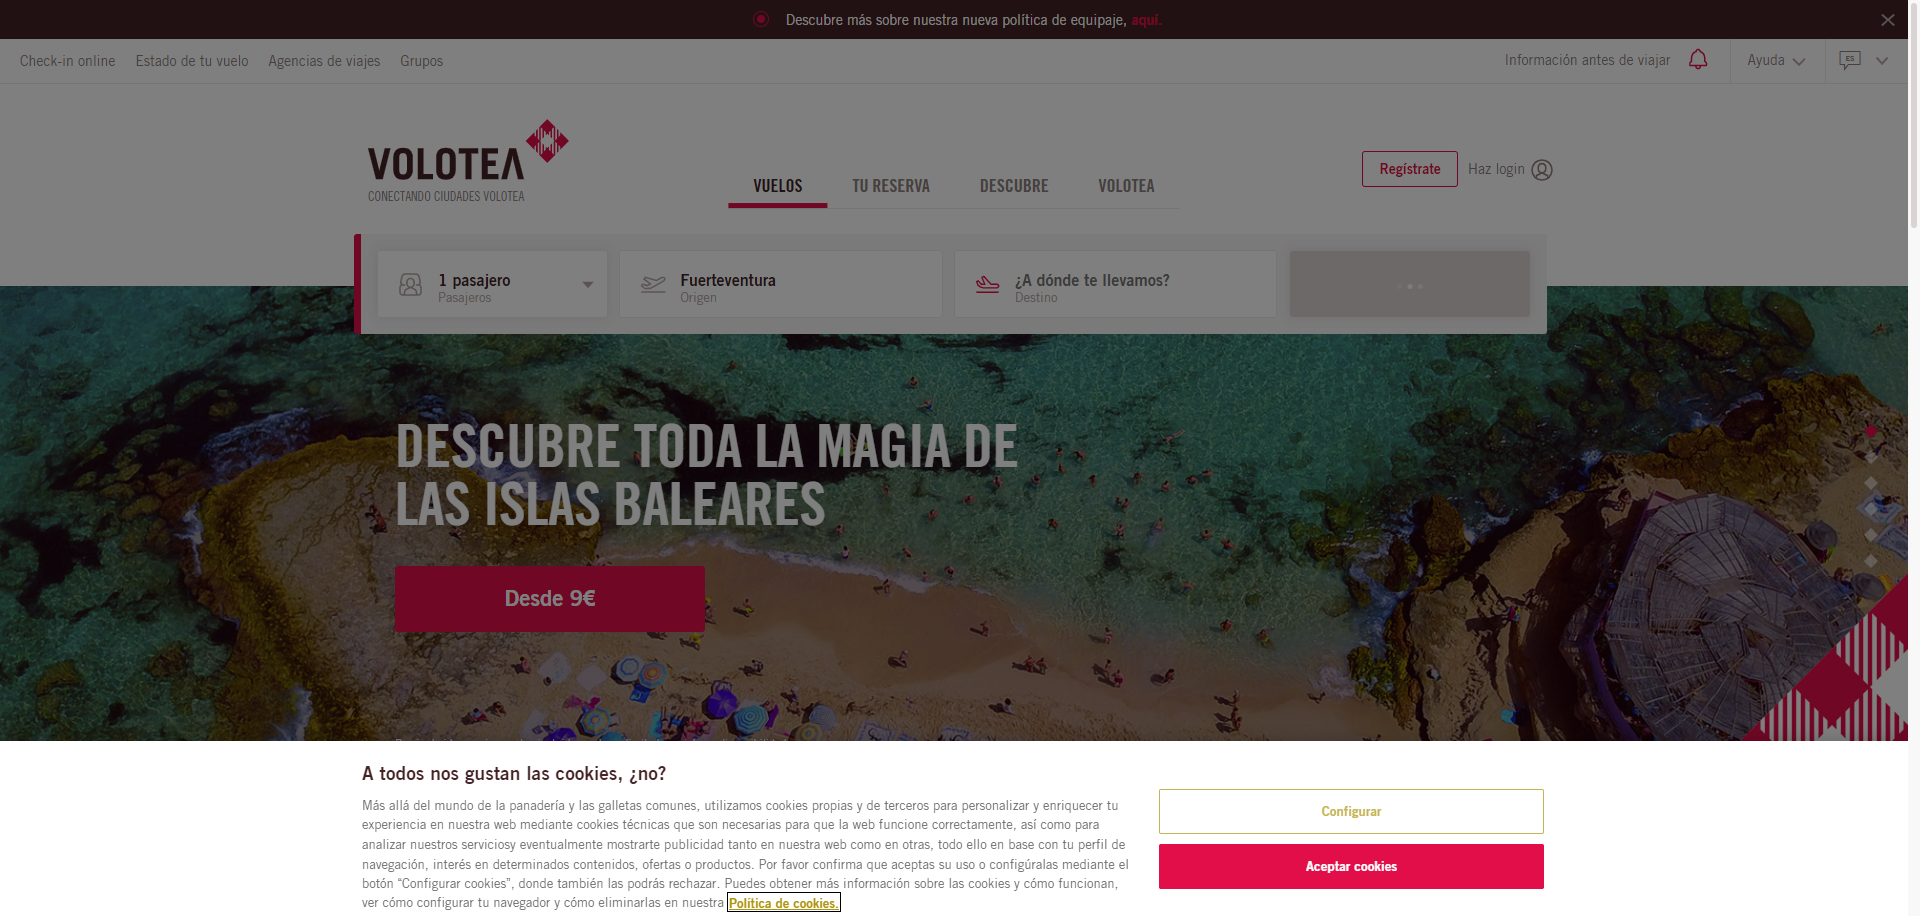 Descubre más sobre nuestra nueva política de equipaje, aquí.
Check-in online Estado de tu vuelo Agencias de viajes Grupos
Información antes de viajar Ayuda ES
VOLOTEA
CONECTANDO CIUDADES VOLOTEA
VUELOS TU RESERVA DESCUBRE VOLOTEA
Regístrate Haz login
1 pasajero
Pasajeros
Fuerteventura
Origen
¿A dónde te llevamos?
Destino
DESCUBRE TODA LA MAGIA DE
LAS ISLAS BALEARES
Desde 9€
A todos nos gustan las cookies, ¿no?
Más allá del mundo de la panadería y las galletas comunes, utilizamos cookies propias y de terceros para personalizar y enriquecer tu
experiencia en nuestra web mediante cookies técnicas que son necesarias para que la web funcione correctamente, así como para
analizar nuestros serviciosy eventualmente mostrarte publicidad tanto en nuestra web como en otras, todo ello en base con tu perfil de
navegación, interés en determinados contenidos, ofertas o productos. Por favor confirma que aceptas su uso o configúralas mediante el
botón “Configurar cookies”, donde también las podrás rechazar. Puedes obtener más información sobre las cookies y cómo funcionan,
ver cómo configurar tu navegador y cómo eliminarlas en nuestra Política de cookies.
Configurar
Aceptar cookies